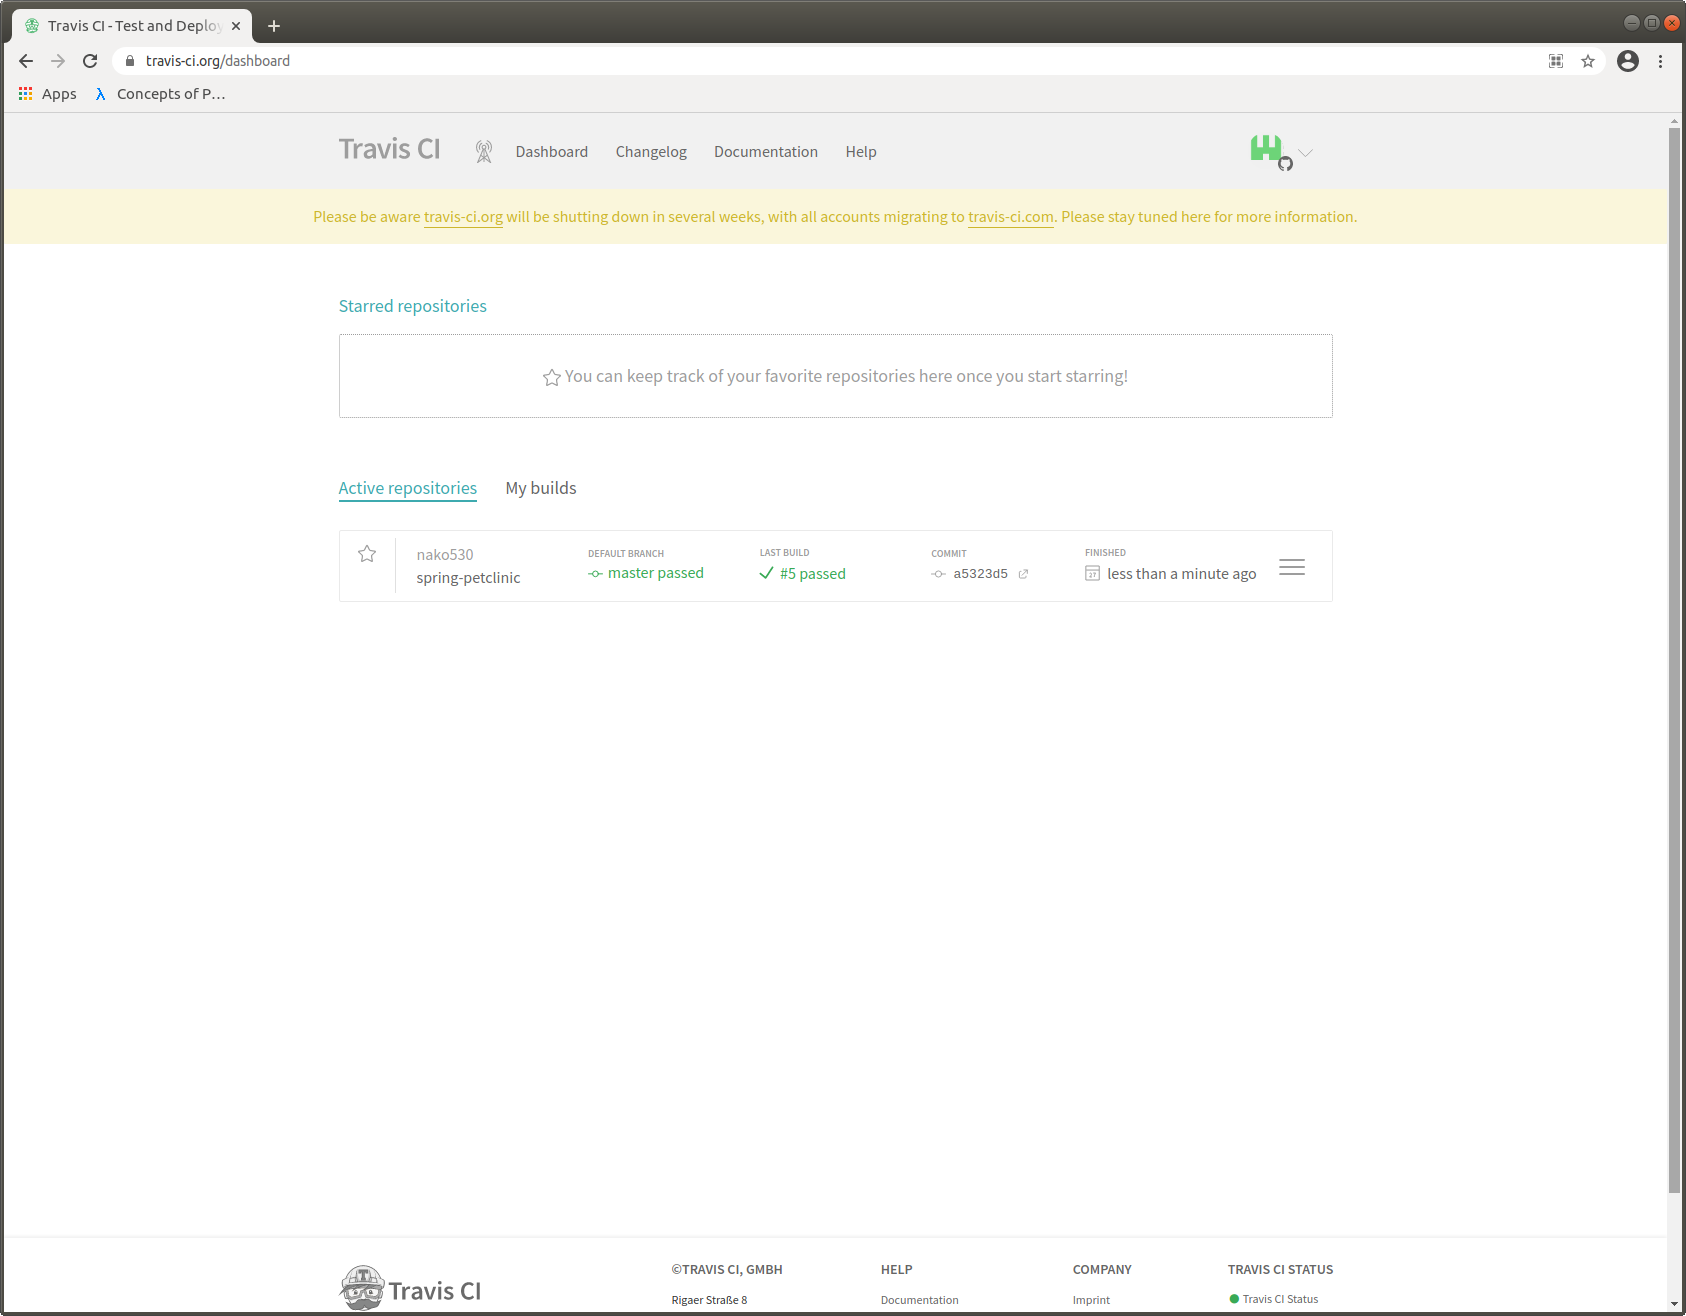 Travis CI - Test and Deploy
travis-ci.org/dashboard
Apps
Concepts of P…
Travis CI
Dashboard
Changelog
Documentation
Help
Please be aware travis-ci.org will be shutting down in several weeks, with all accounts migrating to travis-ci.com. Please stay tuned here for more information.
Starred repositories
You can keep track of your favorite repositories here once you start starring!
Active repositories
My builds
nako530
spring-petclinic
DEFAULT BRANCH
master passed
LAST BUILD
#5 passed
COMMIT
a5323d5
FINISHED
27
less than a minute ago
Travis CI
©TRAVIS CI, GMBH
Rigaer Straße 8
HELP
Documentation
COMPANY
Imprint
TRAVIS CI STATUS
Travis CI Status